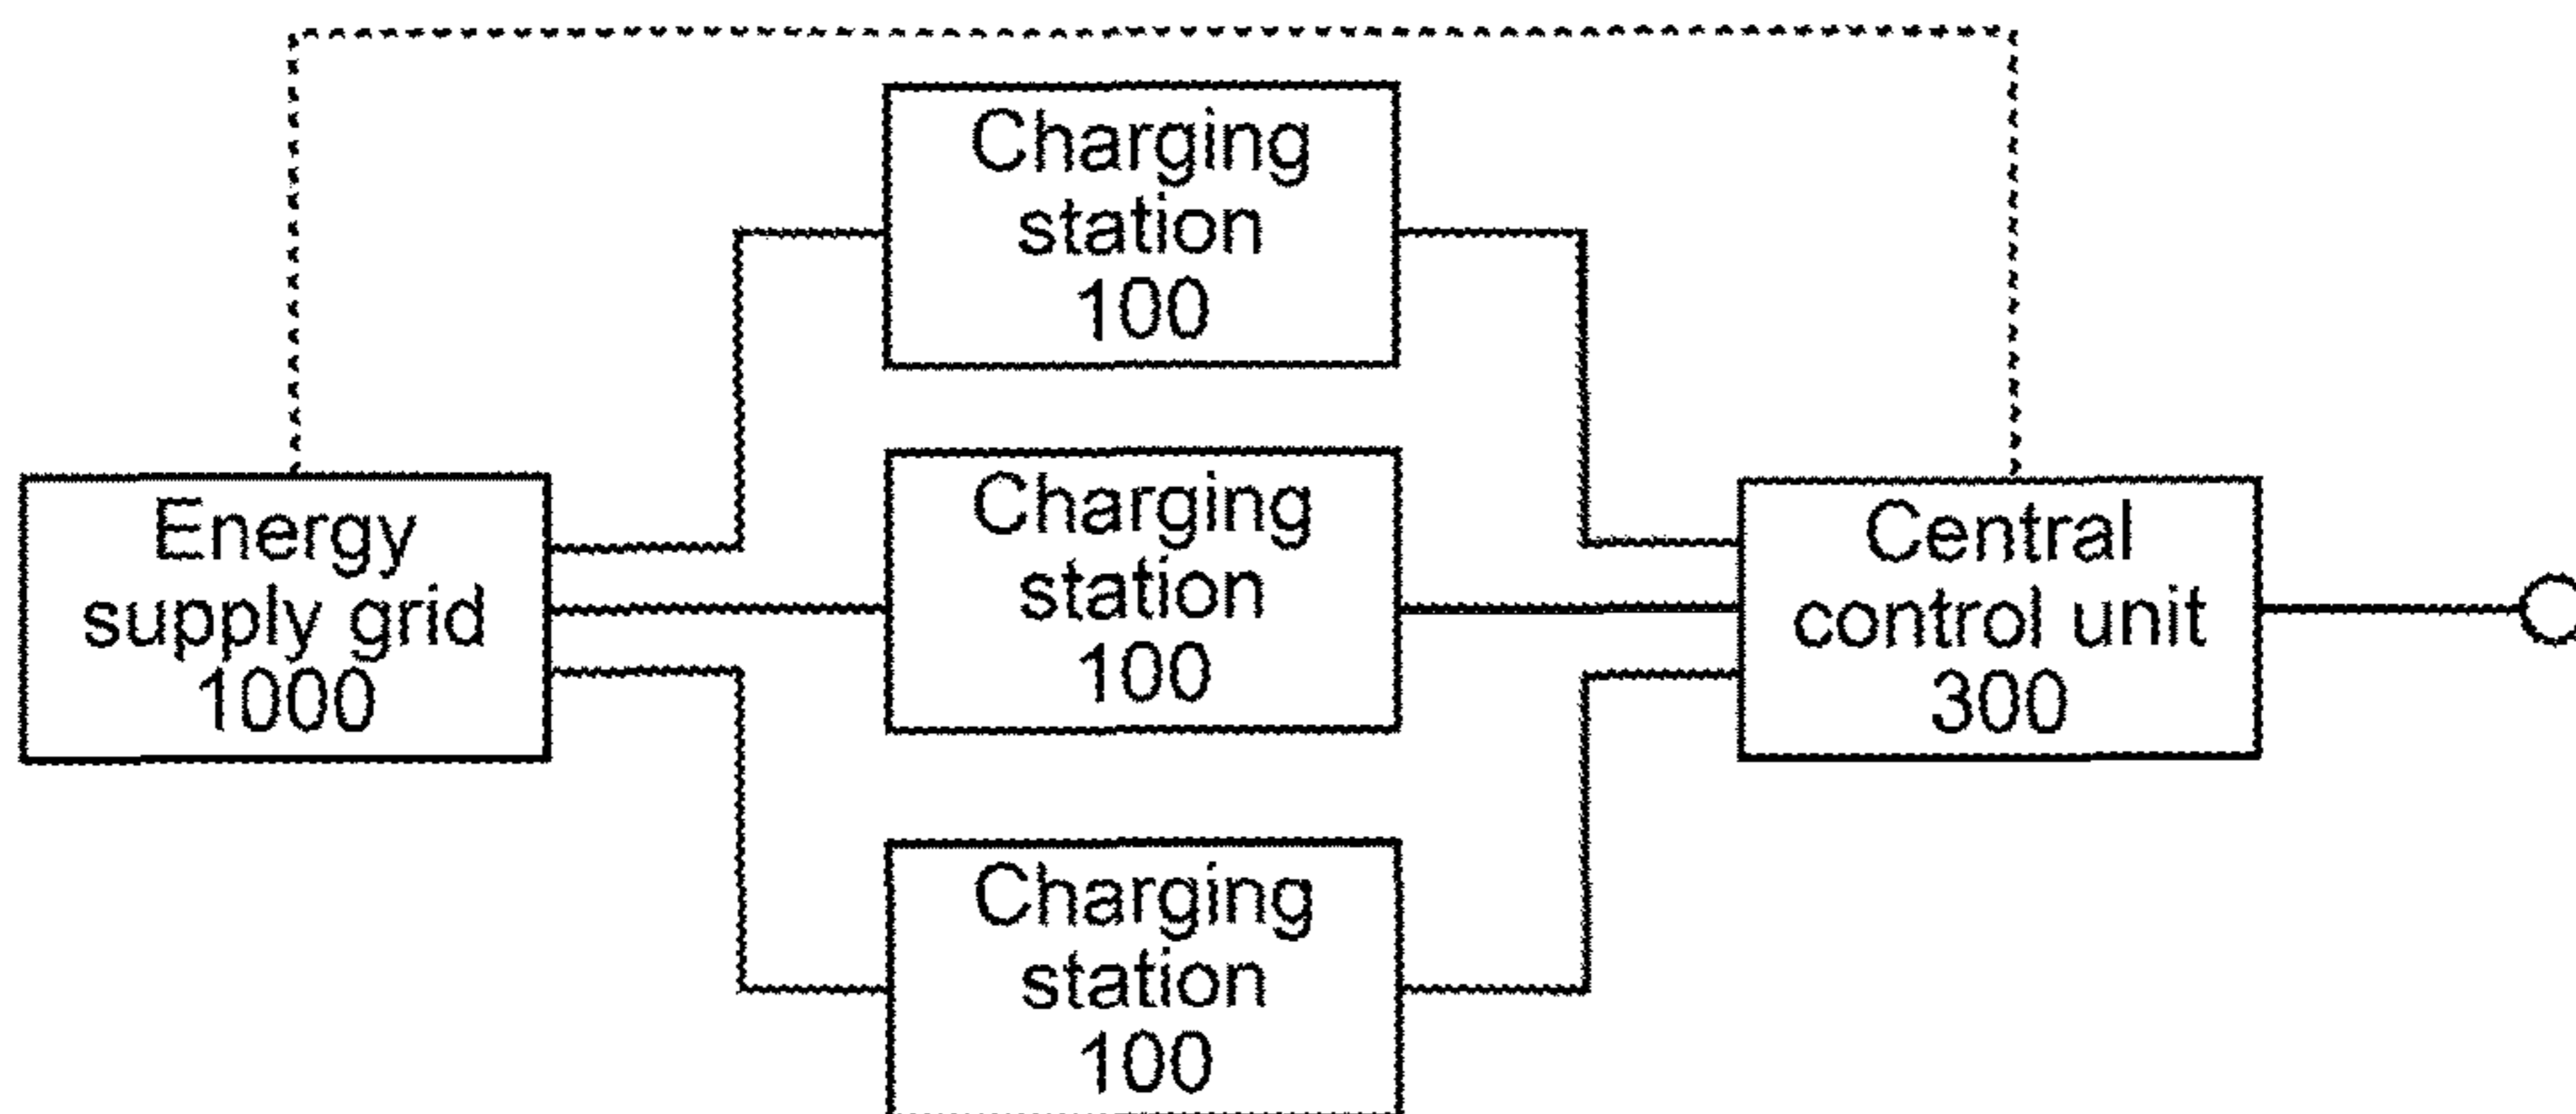 Charging
station
100
Energy
supply grid
1000
Charging
station
100
Central
control unit
300
Charging
station
100